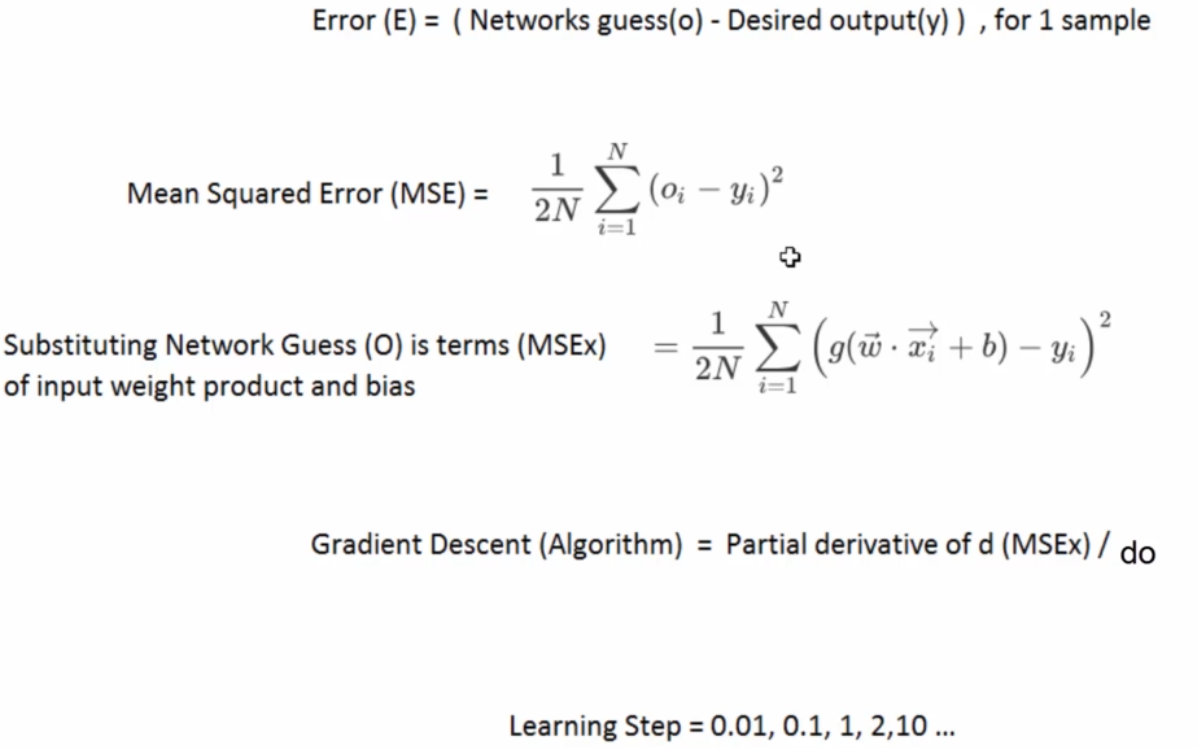 Error (E) = ( Networks guess(o) - Desired output(y) ) , for 1 sample
Mean Squared Error (MSE) = \frac{1}{2N} \sum_{i=1}^{N} (o_i - y_i)^2
Substituting Network Guess (O) is terms (MSEx) = \frac{1}{2N} \sum_{i=1}^{N} \left( g(\vec{w} \cdot \vec{x_i} + b) - y_i \right)^2
of input weight product and bias
Gradient Descent (Algorithm) = Partial derivative of d (MSEx) / do
Learning Step = 0.01, 0.1, 1, 2,10 ...